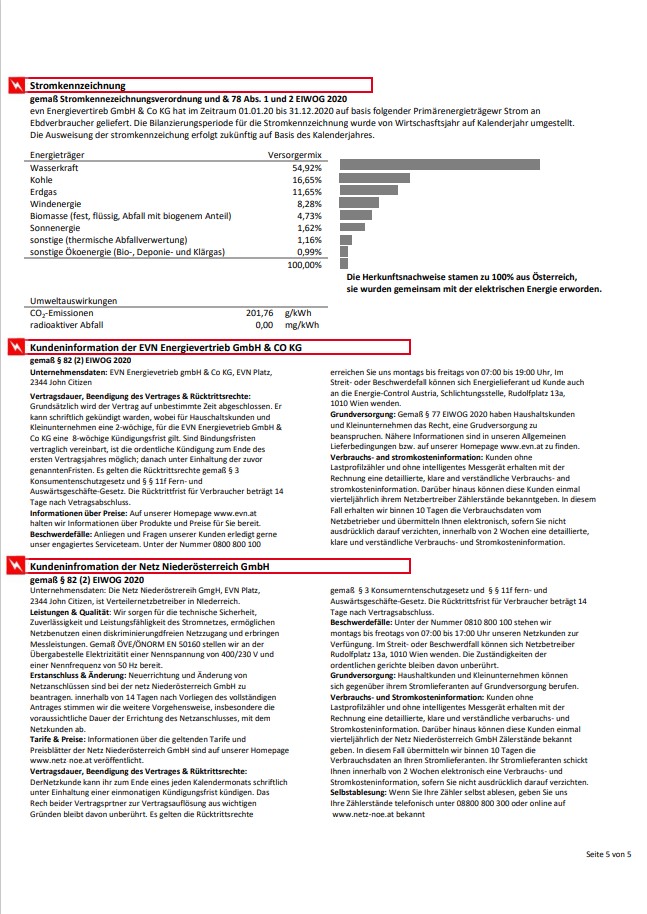 Stromkennzeichnung
gemaß Stromkennezeichnungsverordnung und & 78 Abs. 1 und 2 EIWOG 2020
evn Energievertireb GmbH & Co KG hat im Zeitraum 01.01.20 bis 31.12.2020 auf basis folgender Primärenergieträgewr Strom an
Ebdverbraucher geliefert. Die Bilanzierungsperiode für die Stromkennzeichnung wurde von Wirtschasftsjahr auf Kalenderjahr umgestellt.
Die Ausweisung der stromkennzeichung erfolgt zukünftig auf Basis des Kalenderjahres.
Energieträger Versorgermix
Wasserkraft 54,92%
Kohle 16,65%
Erdgas 11,65%
Windenergie 8,28%
Biomasse (fest, flüssig, Abfall mit biogenem Anteil) 4,73%
Sonnenergie 1,62%
sonstige (thermische Abfallverwertung) 1,16%
sonstige Ökoenergie (Bio-, Deponie- und Klärgas) 0,99%
100,00%
Die Herkunftsnachweise stamen zu 100% aus Österreich,
sie wurden gemeinsam mit der elektrischen Energie erworden.
Umweltauswirkungen
CO₂-Emissionen 201,76 g/kWh
radioaktiver Abfall 0,00 mg/kWh
Kundeninformation der EVN Energievertrieb GmbH & CO KG
gemaß § 82 (2) EIWOG 2020
Unternehmensdaten: EVN Energievetrieb gmbH & Co KG, EVN Platz,
2344 John Citizen
Vertragsdauer, Beendigung des Vertrages & Rücktrittsrechte:
Grundsätzlich wird der Vertrag auf unbestimmte Zeit abgeschlossen. Er
kann schriftlich gekündigt warden, wobei für Hauschaltskunden und
Kleinunternehmen eine 2-wöchige, für die EVN Energievetrieb GmbH &
Co KG eine 8-wöchige Kündigungsfrist gilt. Sind Bindungsfristen
vertraglich vereinbart, ist die ordentliche Kündigung zum Ende des
ersten Vertragsjahres möglich; danach unter Einhaltung der zuvor
genanntenFristen. Es gelten die Rücktrittsrechte gemaß § 3
Konsumentenschutzgesetz und § § 11f Fern- und
Auswärtsgeschäfte-Gesetz. Die Rücktrittfrist für Verbraucher beträgt 14
Tage nach Vetragsabschluss.
Informationen über Preise: Auf unserer Homepage www.evn.at
halten wir Informationen über Produkte und Preise für Sie bereit.
Beschwerdefälle: Anliegen und Fragen unserer Kunden erledigt gerne
unser engagiertes Serviceteam. Unter der Nummer 0800 800 100
erreichen Sie uns montags bis freitags von 07:00 bis 19:00 Uhr, Im
Streit- oder Beschwerdefall können sich Energielieferant ud Kunde auch
an die Energie-Control Austria, Schlichtungsstelle, Rudolfplatz 13a,
1010 Wien wenden.
Grundversorgung: Gemaß § 77 EIWOG 2020 haben Haushaltskunden
und Kleinunternehmen das Recht, eine Grudversorgung zu
beanspruchen. Nähere Informationen sind in unseren Allgemeinen
Lieferbedingungen bzw. auf unserer Homepage www.evn.at zu finden.
Verbrauchs- and stromkosteninformation: Kunden ohne
Lastprofilzähler und ohne intelligentes Messgerät erhalten mit der
Rechnung eine detaillierte, klare and verständliche Verbrauchs- und
stromkosteninformation. Darüber hinaus können diese Kunden einmal
vierteljährlich ihrem Netzbetreiber Zählerstände bekanntgeben. In diesem
Fall erhalten wir binnen 10 Tagen die Verbrauchsdaten vom
Netzbetrieber und übermitteln Ihnen elektronisch, sofern Sie nicht
ausdrücklich darauf verzichten, innerhalb von 2 Wochen eine detaillierte,
klare und verständliche Verbrauchs- und Stromkosteninformation.
Kundeninfromation der Netz Niederösterreich GmbH
gemaß § 82 (2) EIWOG 2020
Unternehmensdaten: Die Netz Niederöstrereih GmgH, EVN Platz,
2344 John Citizen, ist Verteilernetzbetreiber in NIederreich.
Leistungen & Qualität: Wir sorgen für die technische Sicherheit,
Zuverlässigkeit und Leistungsfähigkeit des Stromnetzes, ermöglichen
Netzbenutzen einen diskriminierungdfreien Netzzugang und erbringen
Messleistungen. Gemaß ÖVE/ÖNORM EN 50160 stellen wir an der
Übergabestelle Elektrizitätit einer Nennspannung von 400/230 V und
einer Nennfrequenz von 50 Hz bereit.
Erstanschluss & Änderung: Neuerrichtung und Änderung von
Netzanschlüssen sind bei der netz Niederösterreich GmbH zu
beantragen. innerhalb von 14 Tagen nach Vorliegen des vollständigen
Antrages stimmen wir die weitere Vorgehensweise, insbesondere die
voraussichtliche Dauer der Errichtung des Netzanschlusses, mit dem
Netzkunden ab.
Tarife & Preise: Informationen über die geltenden Tarife und
Preisblätter der Netz Niederösterreich GmbH sind auf unserer Homepage
www.netz noe.at veröffentlicht.
Vertragsdauer, Beendigung des Vertrages & Rüktrittsrechte:
DerNetzkunde kann ihr zum Ende eines jeden Kalendermonats schriftlich
unter Einhaltung einer einmonatigen Kündigungsfrist kündigen. Das
Rech beider Vertragsprtner zur Vertragsauflösung aus wichtigen
Gründen bleibt davon unberührt. Es gelten die Rücktrittsrechte
gemaß § 3 Konsumerntenschutzgesetz und § § 11f fern- und
Auswärtsgeschäfte-Gesetz. Die Rücktrittsfrist für Verbraucher beträgt 14
Tage nach Vertragsabschluss.
Beschwerdefälle: Unter der Nummer 0810 800 100 stehen wir
montags bis freotags von 07:00 bis 17:00 Uhr unseren Netzkunden zur
Verfüngung. Im Streit- und Beschwerdfall können sich Netzbetreiber
Rudolfplatz 13a, 1010 Wien wenden. Die Zuständigkeiten der
ordentlichen gerichte bleiben davon unberührt.
Grundversorgung: Haushaltkunden und Kleinunternehmen können
sich gegenüber ihrem Stromlieferanten auf Grundversorgung berufen.
Verbrauchs- und Stromkosteninformation: Kunden ohne
Lastprofilzähler und ohne intelligentes Messgerät erhalten mit der
Rechnung eine detaillierte, klare und verständliche verbaruchs- und
Stromkosteninformation. Darüber hinaus können diese Kunden einmal
vierteljährlich der Netz Niederösterreich GmbH Zälerstände bekannt
geben. In diesem Fall übermitteln wir binnen 10 Tagen die
Verbrauchsdaten an Ihren Stromlieferanten. Ihr Stromlieferanten schickt
Ihnen innerhalb von 2 Wochen elektronische eine Verbrauchs- und
Stromkosteninformation, sofern Sie nicht ausdrücklich darauf verzichten.
Selbstablesung: Wenn Sie Ihre Zähler selbst ablesen, geben Sie uns
Ihre Zählerstände telefonisch unter 08800 800 300 oder online auf
www.netz-noe.at bekannt
Seite 5 von 5